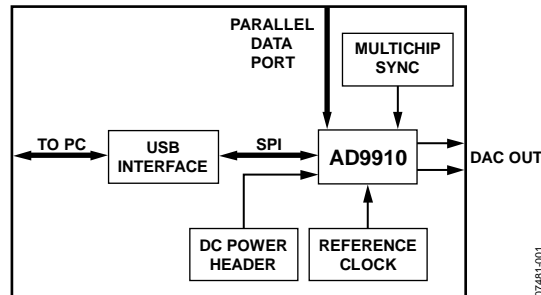 PARALLEL
DATA
PORT
MULTICHIP
SYNC
TO PC
USB
INTERFACE
SPI
AD9910
DAC OUT
DC POWER
HEADER
REFERENCE
CLOCK
07481-001